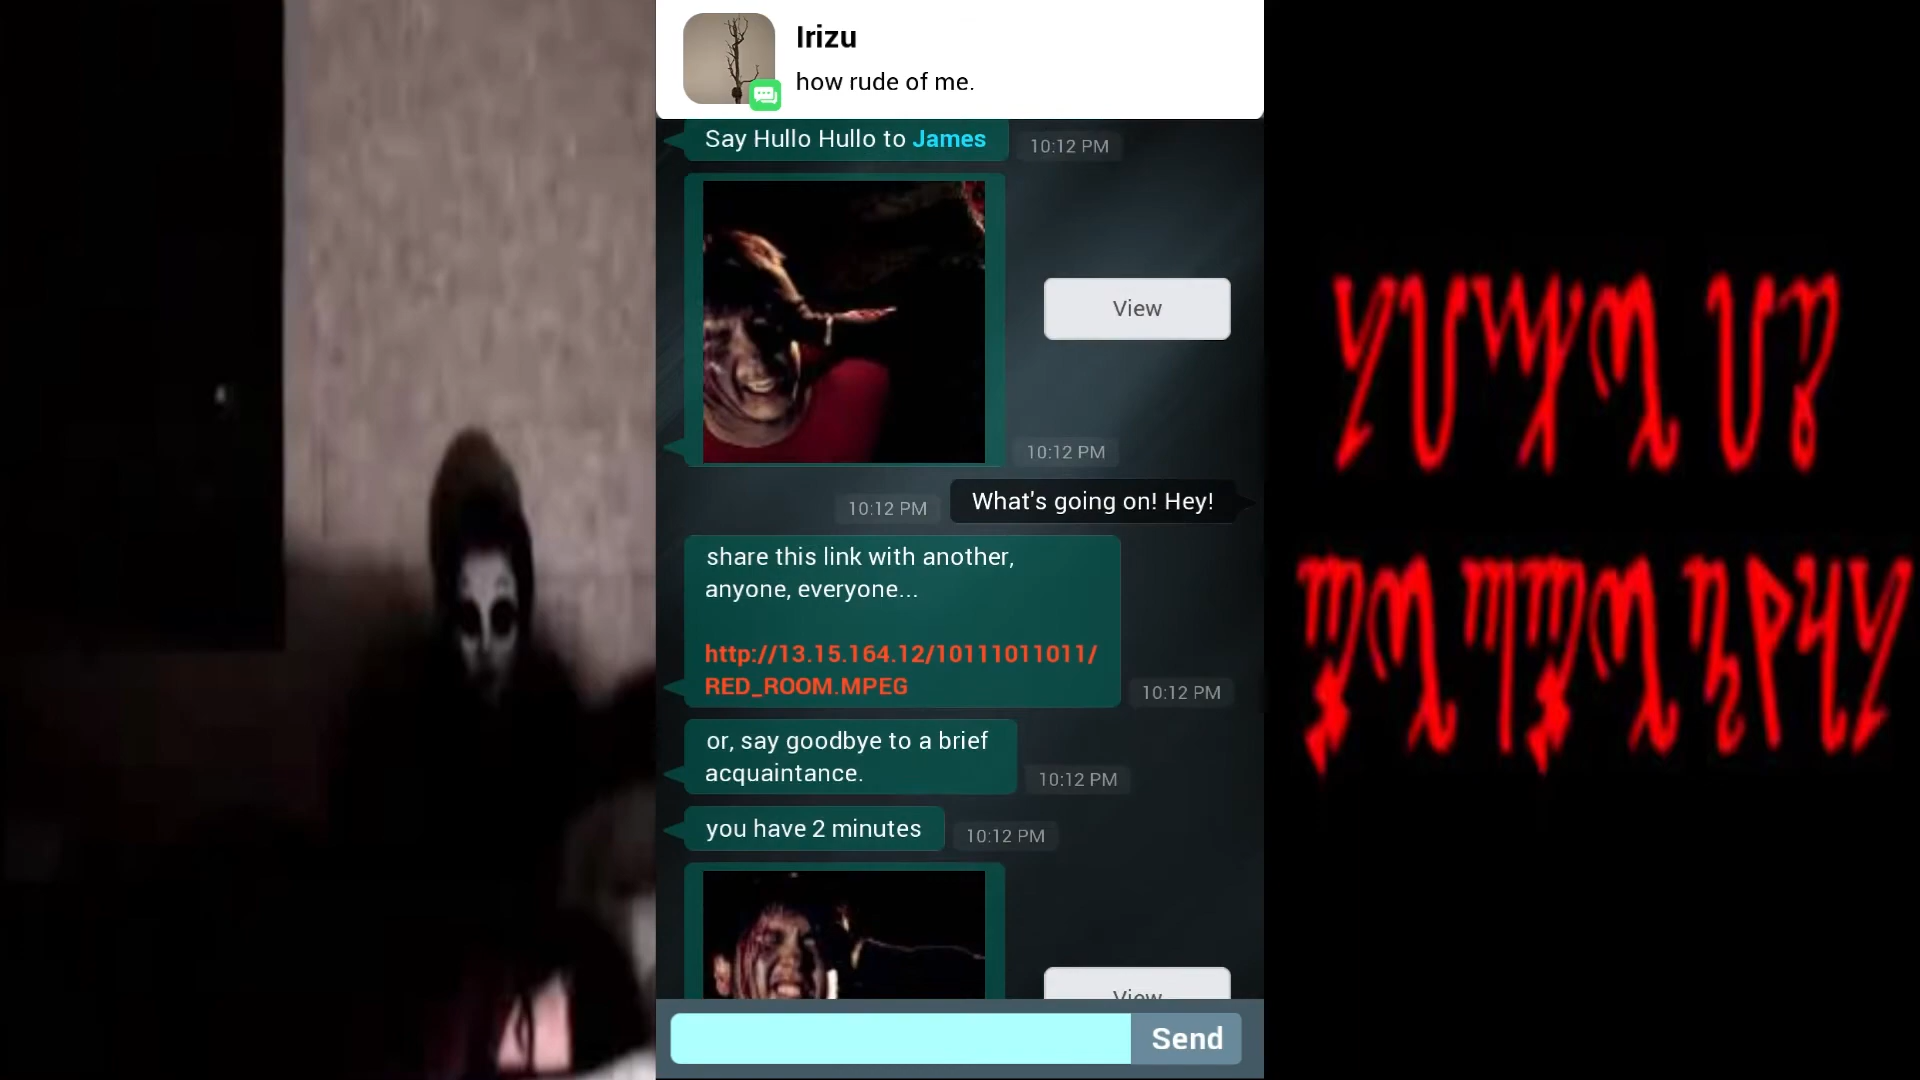 Irizu
how rude of me.
Say Hullo Hullo to James
10:12 PM
View
10:12 PM
What's going on! Hey!
10:12 PM
share this link with another,
anyone, everyone...
http://13.15.164.12/10111011011/
RED_ROOM.MPEG
10:12 PM
or, say goodbye to a brief
acquaintance.
10:12 PM
you have 2 minutes
10:12 PM
View
Send